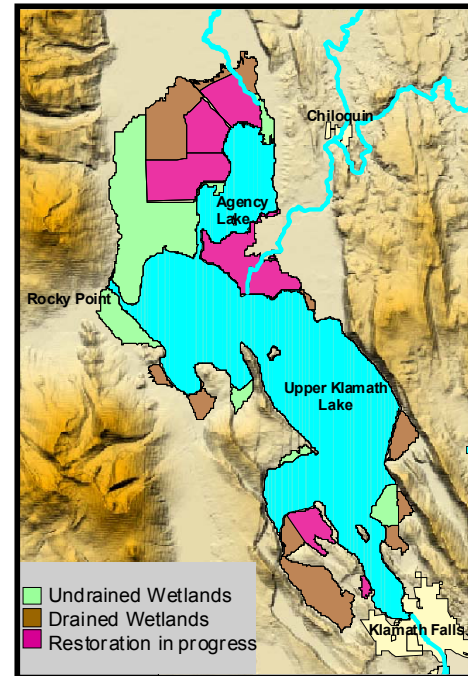 Chiloquin
Agency
Lake
Rocky Point
Upper Klamath
Lake
Undrained Wetlands
Drained Wetlands
Restoration in progress
Klamath Falls